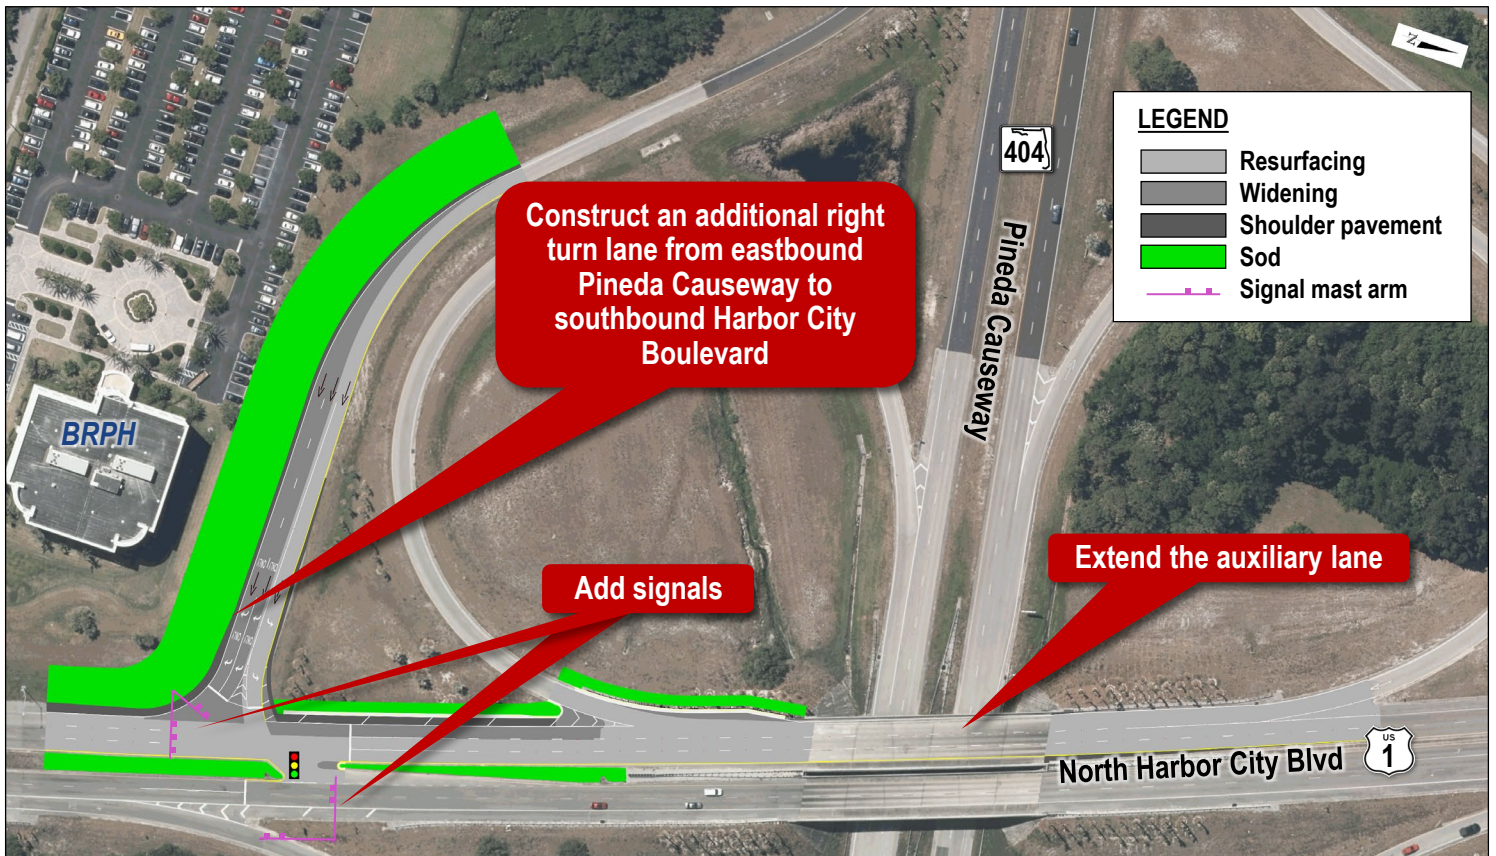 N
LEGEND
Resurfacing
Widening
Shoulder pavement
Sod
Signal mast arm
404
Pineda Causeway
Construct an additional right
turn lane from eastbound
Pineda Causeway to
southbound Harbor City
Boulevard
BRPH
Add signals
Extend the auxiliary lane
North Harbor City Blvd
US
1